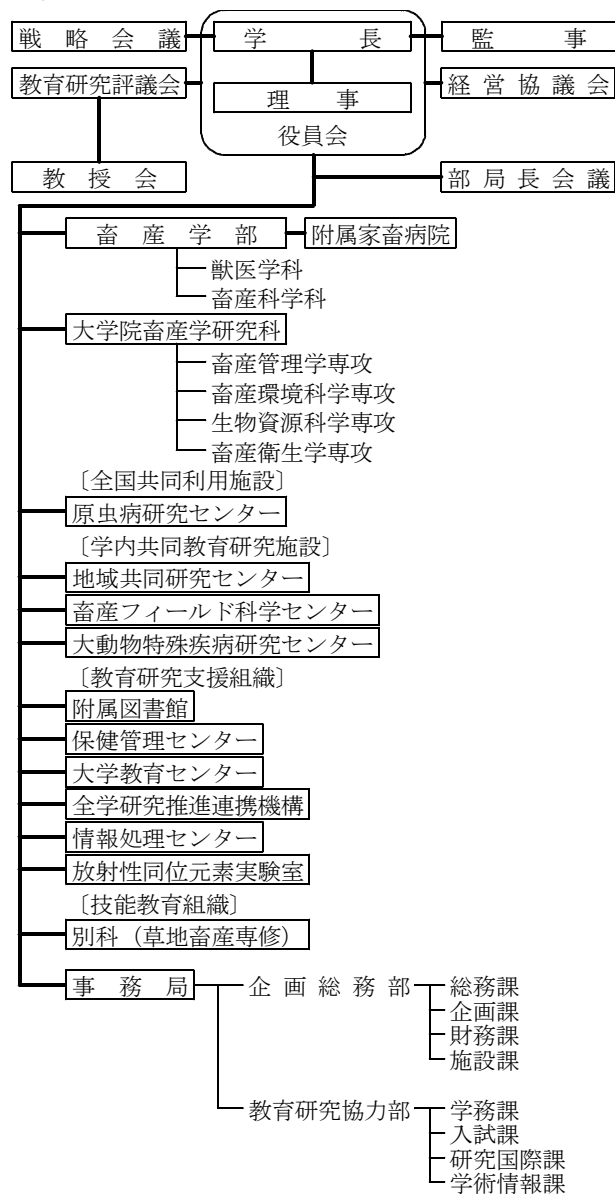 戦略会議 学長 監事
教育研究評議会 理事 経営協議会
役員会
教授会 部局長会議
畜産学部 附属家畜病院
獣医学科
畜産科学科
大学院畜産学研究科
畜産管理学専攻
畜産環境科学専攻
生物資源科学専攻
畜産衛生学専攻
〔全国共同利用施設〕
原虫病研究センター
〔学内共同教育研究施設〕
地域共同研究センター
畜産フィールド科学センター
大動物特殊疾病研究センター
〔教育研究支援組織〕
附属図書館
保健管理センター
大学教育センター
全学研究推進連携機構
情報処理センター
放射性同位元素実験室
〔技能教育組織〕
別科（草地畜産専修）
事務局 企画総務部 総務課
企画課
財務課
施設課
教育研究協力部 学務課
入試課
研究国際課
学術情報課